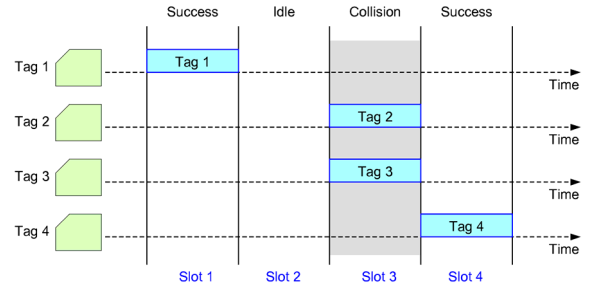 Success Idle Collision Success
Tag 1 Tag 1
Time
Tag 2 Tag 2
Time
Tag 3 Tag 3
Time
Tag 4 Tag 4
Time
Slot 1 Slot 2 Slot 3 Slot 4